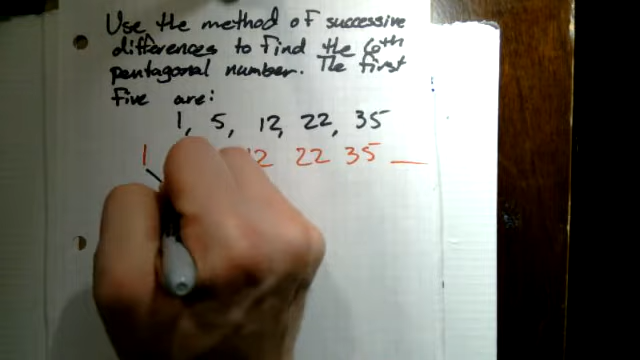 Use the method of successive
differences to find the 6th
pentagonal number. The first
five are:
1, 5, 12, 22, 35
1 12 22 35 __